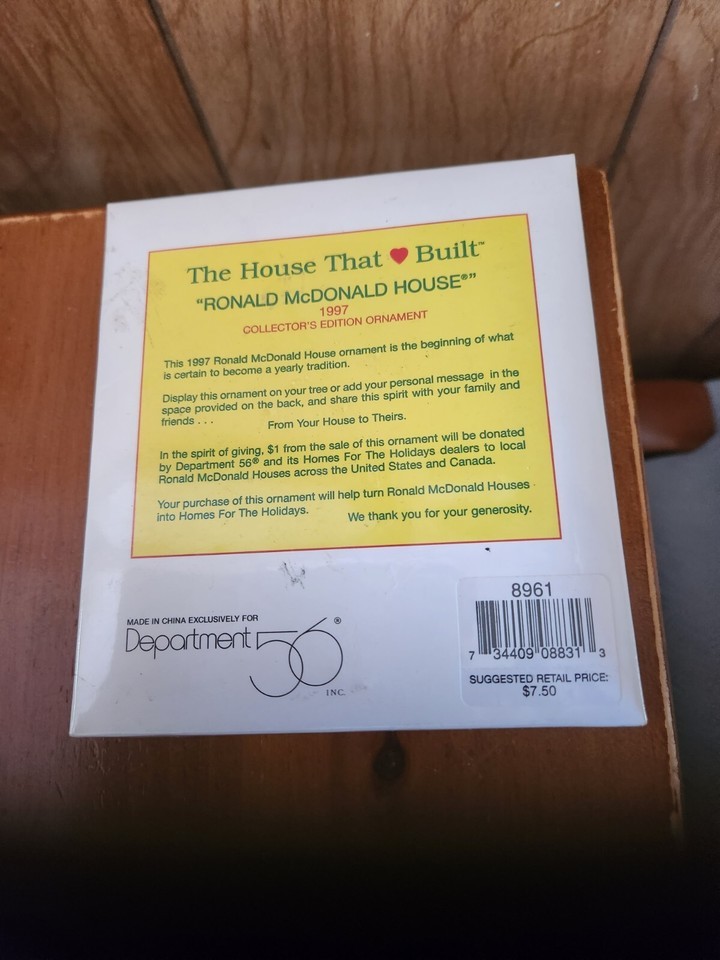 The House That ♥ Built™
"RONALD McDONALD HOUSE®"
1997
COLLECTOR'S EDITION ORNAMENT
This 1997 Ronald McDonald House ornament is the beginning of what
is certain to become a yearly tradition.
Display this ornament on your tree or add your personal message in the
space provided on the back, and share this spirit with your family and
friends . . .
From Your House to Theirs.
In the spirit of giving, $1 from the sale of this ornament will be donated
by Department 56® and its Homes For The Holidays dealers to local
Ronald McDonald Houses across the United States and Canada.
Your purchase of this ornament will help turn Ronald McDonald Houses
into Homes For The Holidays.
We thank you for your generosity.
MADE IN CHINA EXCLUSIVELY FOR
Department 56®
INC.
8961
7 34409 08831 3
SUGGESTED RETAIL PRICE:
$7.50